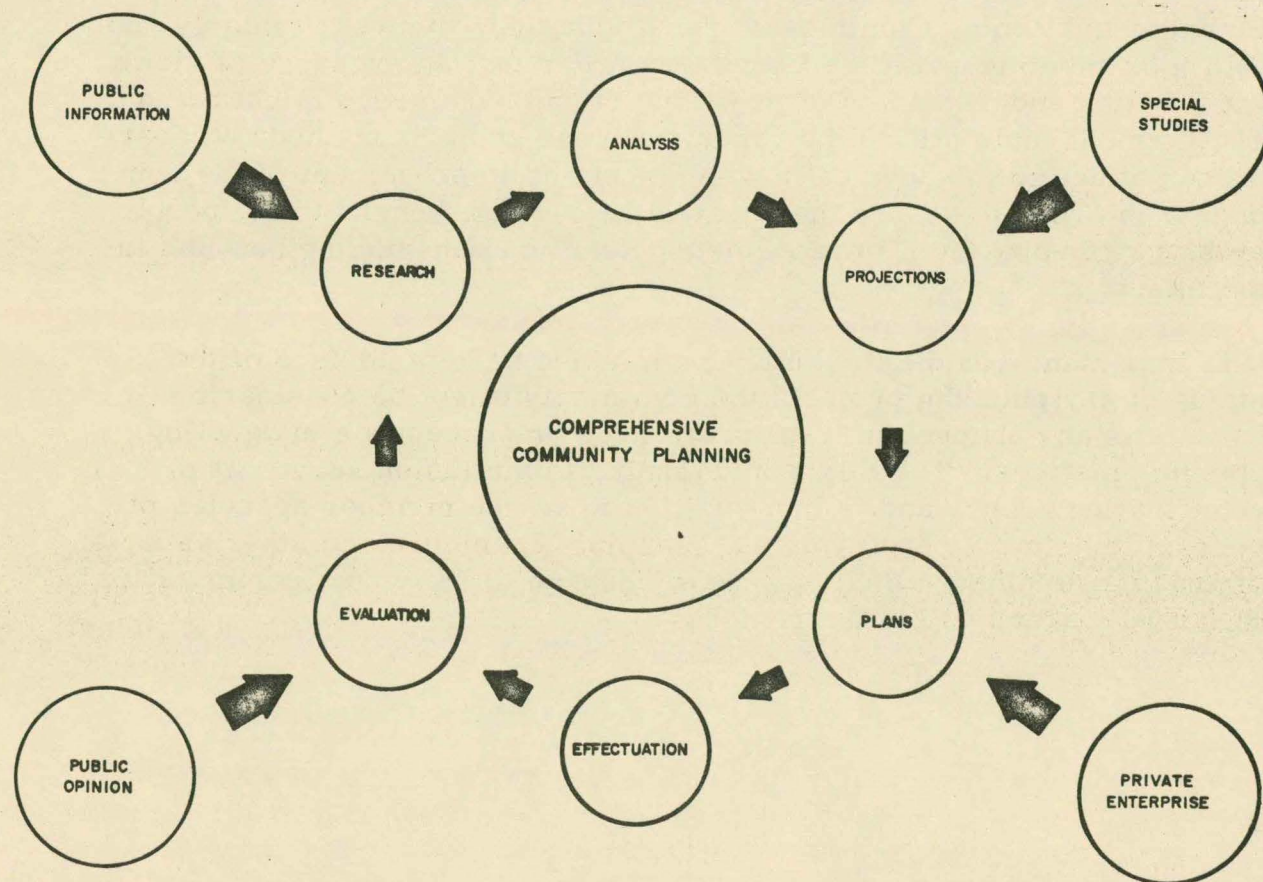 PUBLIC
INFORMATION
ANALYSIS
SPECIAL
STUDIES
RESEARCH
PROJECTIONS
COMPREHENSIVE
COMMUNITY PLANNING
EVALUATION
PLANS
EFFECTUATION
PUBLIC
OPINION
PRIVATE
ENTERPRISE